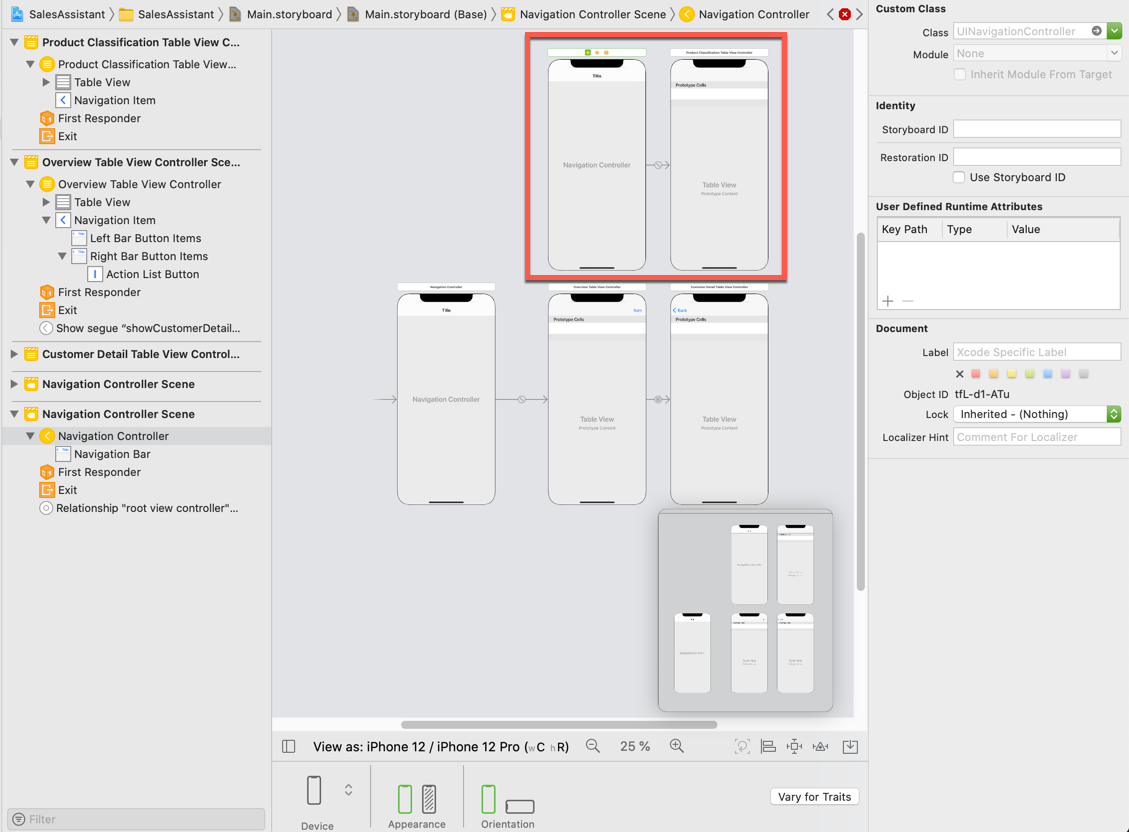 SalesAssistant SalesAssistant Main.storyboard Main.storyboard (Base) Navigation Controller Scene Navigation Controller
Product Classification Table View C...
Product Classification Table View...
Table View
Navigation Item
First Responder
Exit
Overview Table View Controller Sce...
Overview Table View Controller
Table View
Navigation Item
Left Bar Button Items
Right Bar Button Items
Action List Button
First Responder
Exit
Show segue “showCustomerDetail...
Customer Detail Table View Control...
Navigation Controller Scene
Navigation Controller Scene
Navigation Controller
Navigation Bar
First Responder
Exit
Relationship "root view controller"...
Filter
Title
Navigation Controller
Product Classification Table View Controller
Prototype Cells
Table View
Prototype Content
Navigation Controller
Title
Navigation Controller
Overview Table View Controller
Item
Prototype Cells
Table View
Prototype Content
Customer Detail Table View Controller
Back
Prototype Cells
Table View
Prototype Content
View as: iPhone 12 / iPhone 12 Pro (wC hR)
25 %
Device
Appearance
Orientation
Vary for Traits
Custom Class
Class UINavigationController
Module None
Inherit Module From Target
Identity
Storyboard ID
Restoration ID
Use Storyboard ID
User Defined Runtime Attributes
Key Path Type Value
Document
Label Xcode Specific Label
Object ID tfL-d1-ATu
Lock Inherited - (Nothing)
Localizer Hint Comment For Localizer